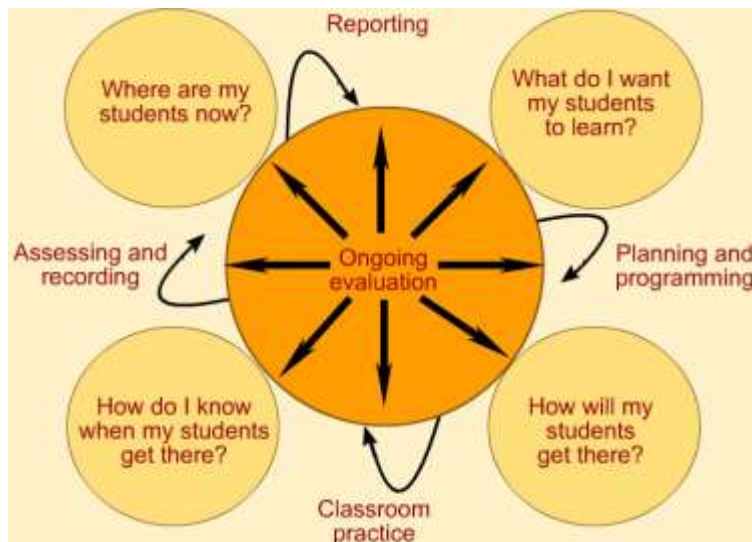 Reporting
Where are my
students now?
What do I want
my students
to learn?
Assessing and
recording
Ongoing
evaluation
Planning and
programming
How do I know
when my students
get there?
How will my
students
get there?
Classroom
practice